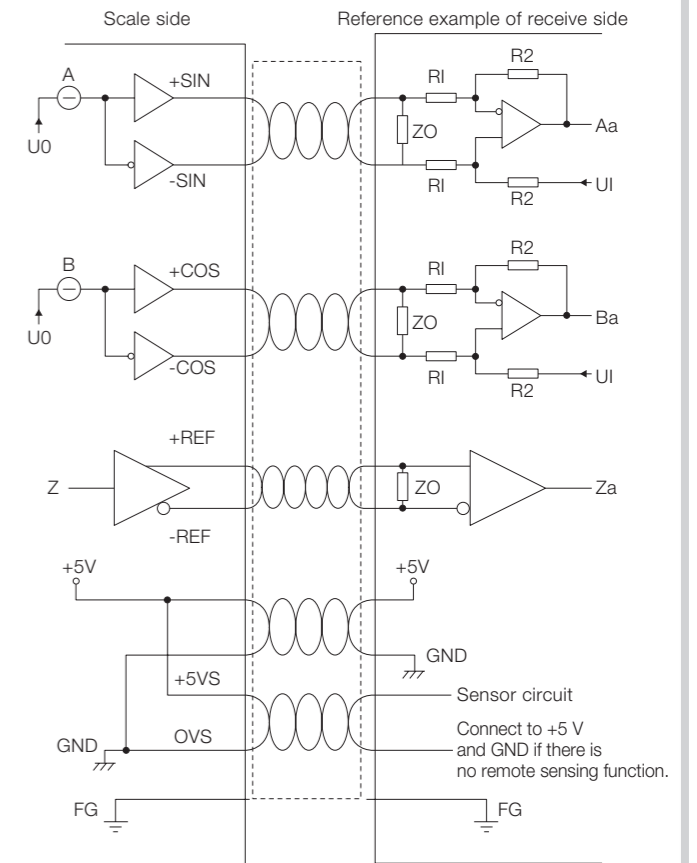 Scale side
Reference example of receive side
A
+SIN
U0
-SIN
RI
R2
ZO
Aa
RI
R2
UI
B
+COS
U0
-COS
RI
R2
ZO
Ba
RI
R2
UI
+REF
Z
-REF
ZO
Za
+5V
+5V
GND
+5VS
Sensor circuit
GND
OVS
Connect to +5 V
and GND if there is
no remote sensing function.
FG
FG